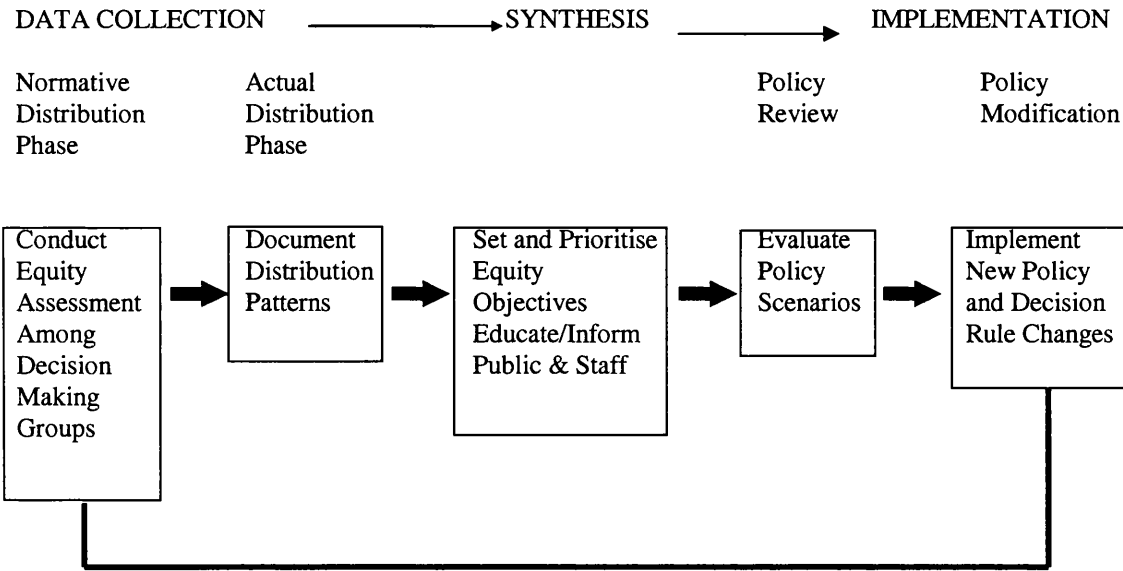 DATA COLLECTION SYNTHESIS IMPLEMENTATION
Normative
Distribution
Phase
Actual
Distribution
Phase
Policy
Review
Policy
Modification
Conduct
Equity
Assessment
Among
Decision
Making
Groups
Document
Distribution
Patterns
Set and Prioritise
Equity
Objectives
Educate/Inform
Public & Staff
Evaluate
Policy
Scenarios
Implement
New Policy
and Decision
Rule Changes